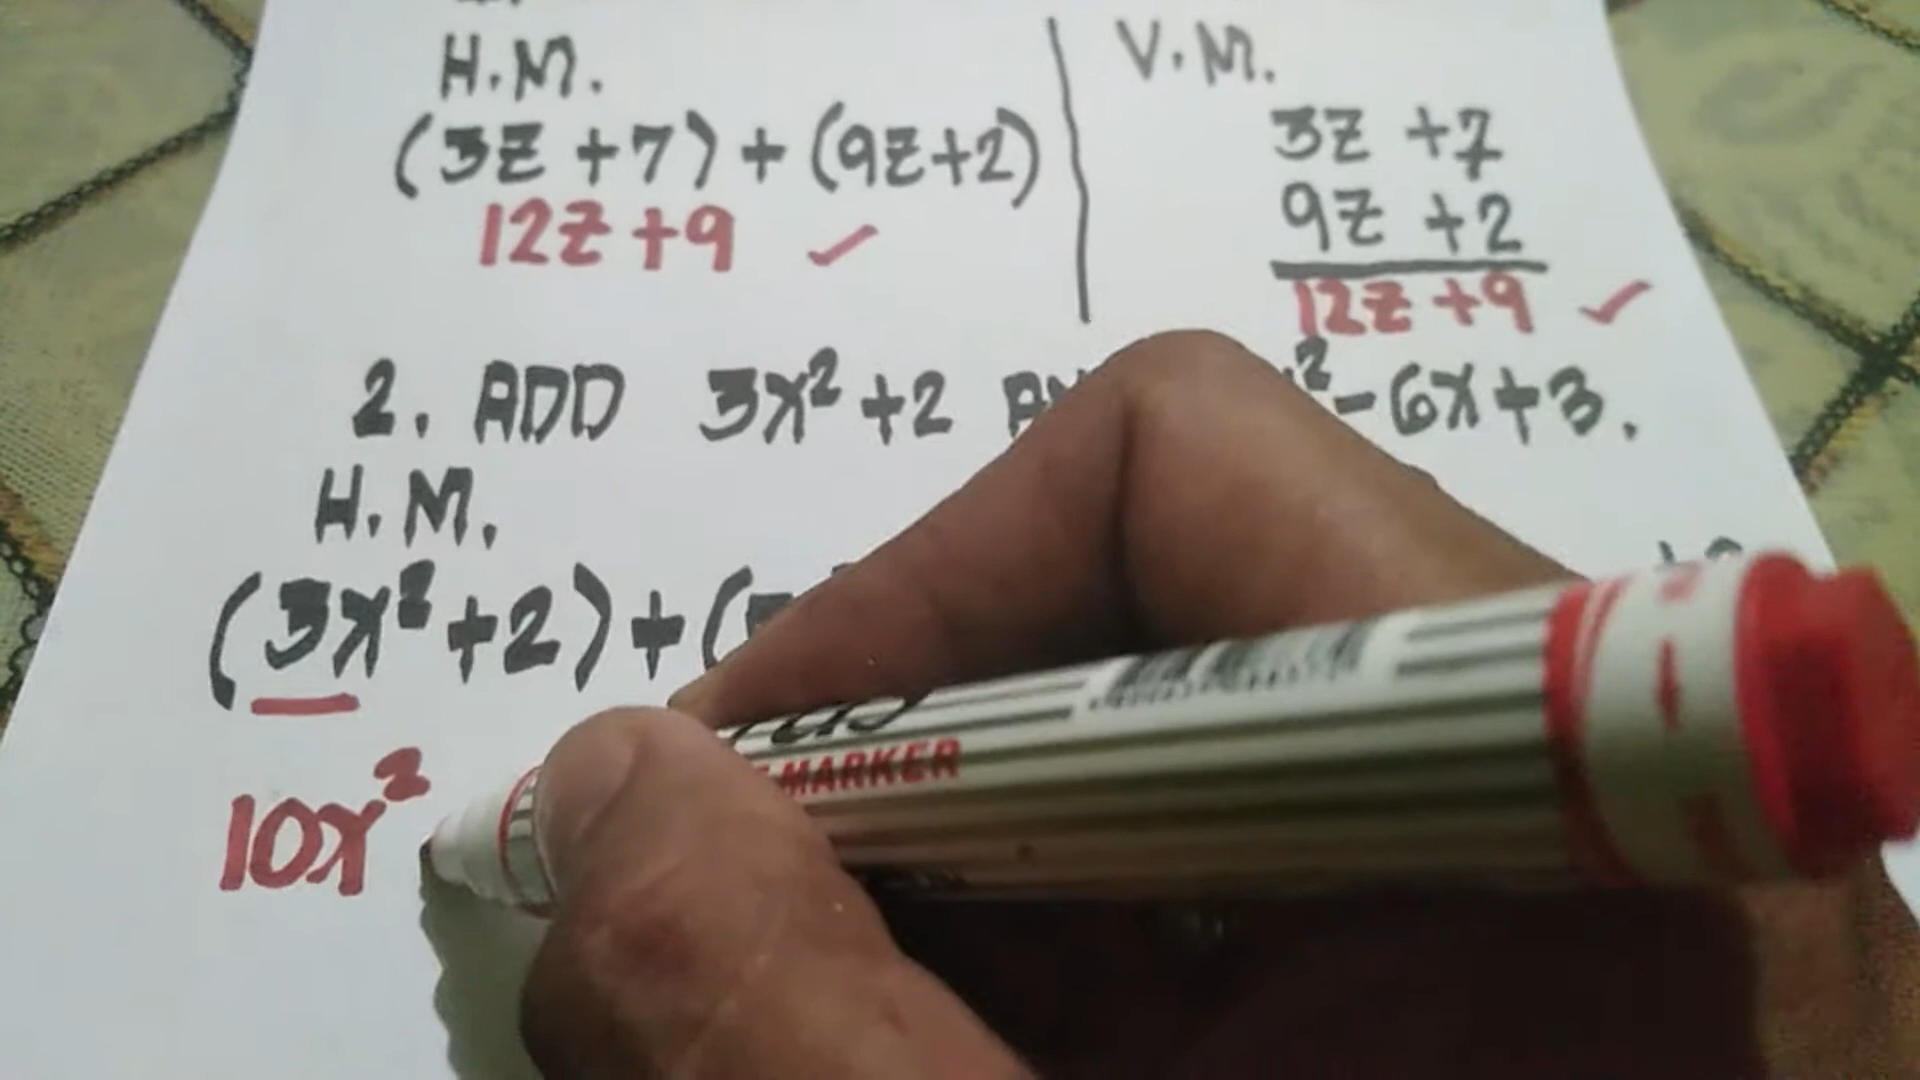 H.M.
(3Z+7)+(9Z+2)
12Z+9 ✓
V.M.
3Z +7
9Z +2
12Z+9 ✓
2. ADD 3x²+2 ²-6x+3.
H.M.
(3x²+2)+(
10x²
MARKER